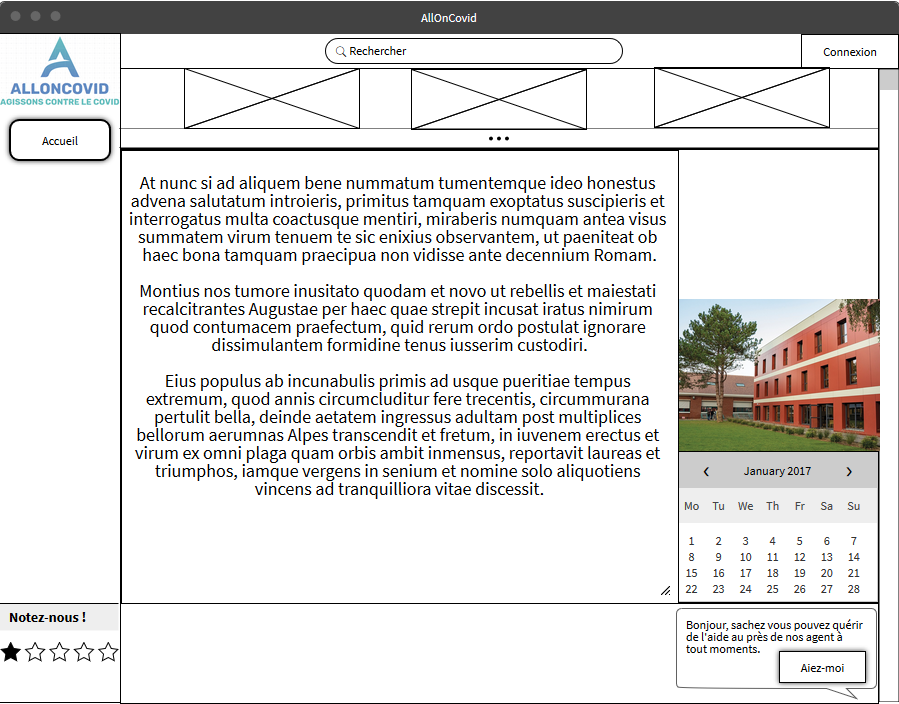 AllOnCovid
Rechercher
Connexion
ALLONCOVID
AGISSONS CONTRE LE COVID
Accueil
At nunc si ad aliquem bene nummatum tumentemque ideo honestus
advena salutatum introieris, primitus tamquam exoptatus suscipieris et
interrogatus multa coactusque mentiri, miraberis numquam antea visus
summatem virum tenuem te sic enixius observantem, ut paeniteat ob
haec bona tamquam praecipua non vidisse ante decennium Romam.
Montius nos tumore inusitato quodam et novo ut rebellis et maiestati
recalcitrantes Augustae per haec quae strepit incusat iratus nimirum
quod contumacem praefectum, quid rerum ordo postulat ignorare
dissimulantem formidine tenus iusserim custodiri.
Eius populus ab incunabulis primis ad usque pueritiae tempus
extremum, quod annis circumcluditur fere trecentis, circummurana
pertulit bella, deinde aetatem ingressus adultam post multiplices
bellorum aerumnas Alpes transcendit et fretum, in iuvenem erectus et
virum ex omni plaga quam orbis ambit inmensus, reportavit laureas et
triumphos, iamque vergens in senium et nomine solo aliquotiens
vincens ad tranquilliora vitae discessit.
January 2017
Mo Tu We Th Fr Sa Su
1 2 3 4 5 6 7
8 9 10 11 12 13 14
15 16 17 18 19 20 21
22 23 24 25 26 27 28
Notez-nous !
Bonjour, sachez vous pouvez quérir
de l'aide au près de nos agent à
tout moments.
Aiez-moi